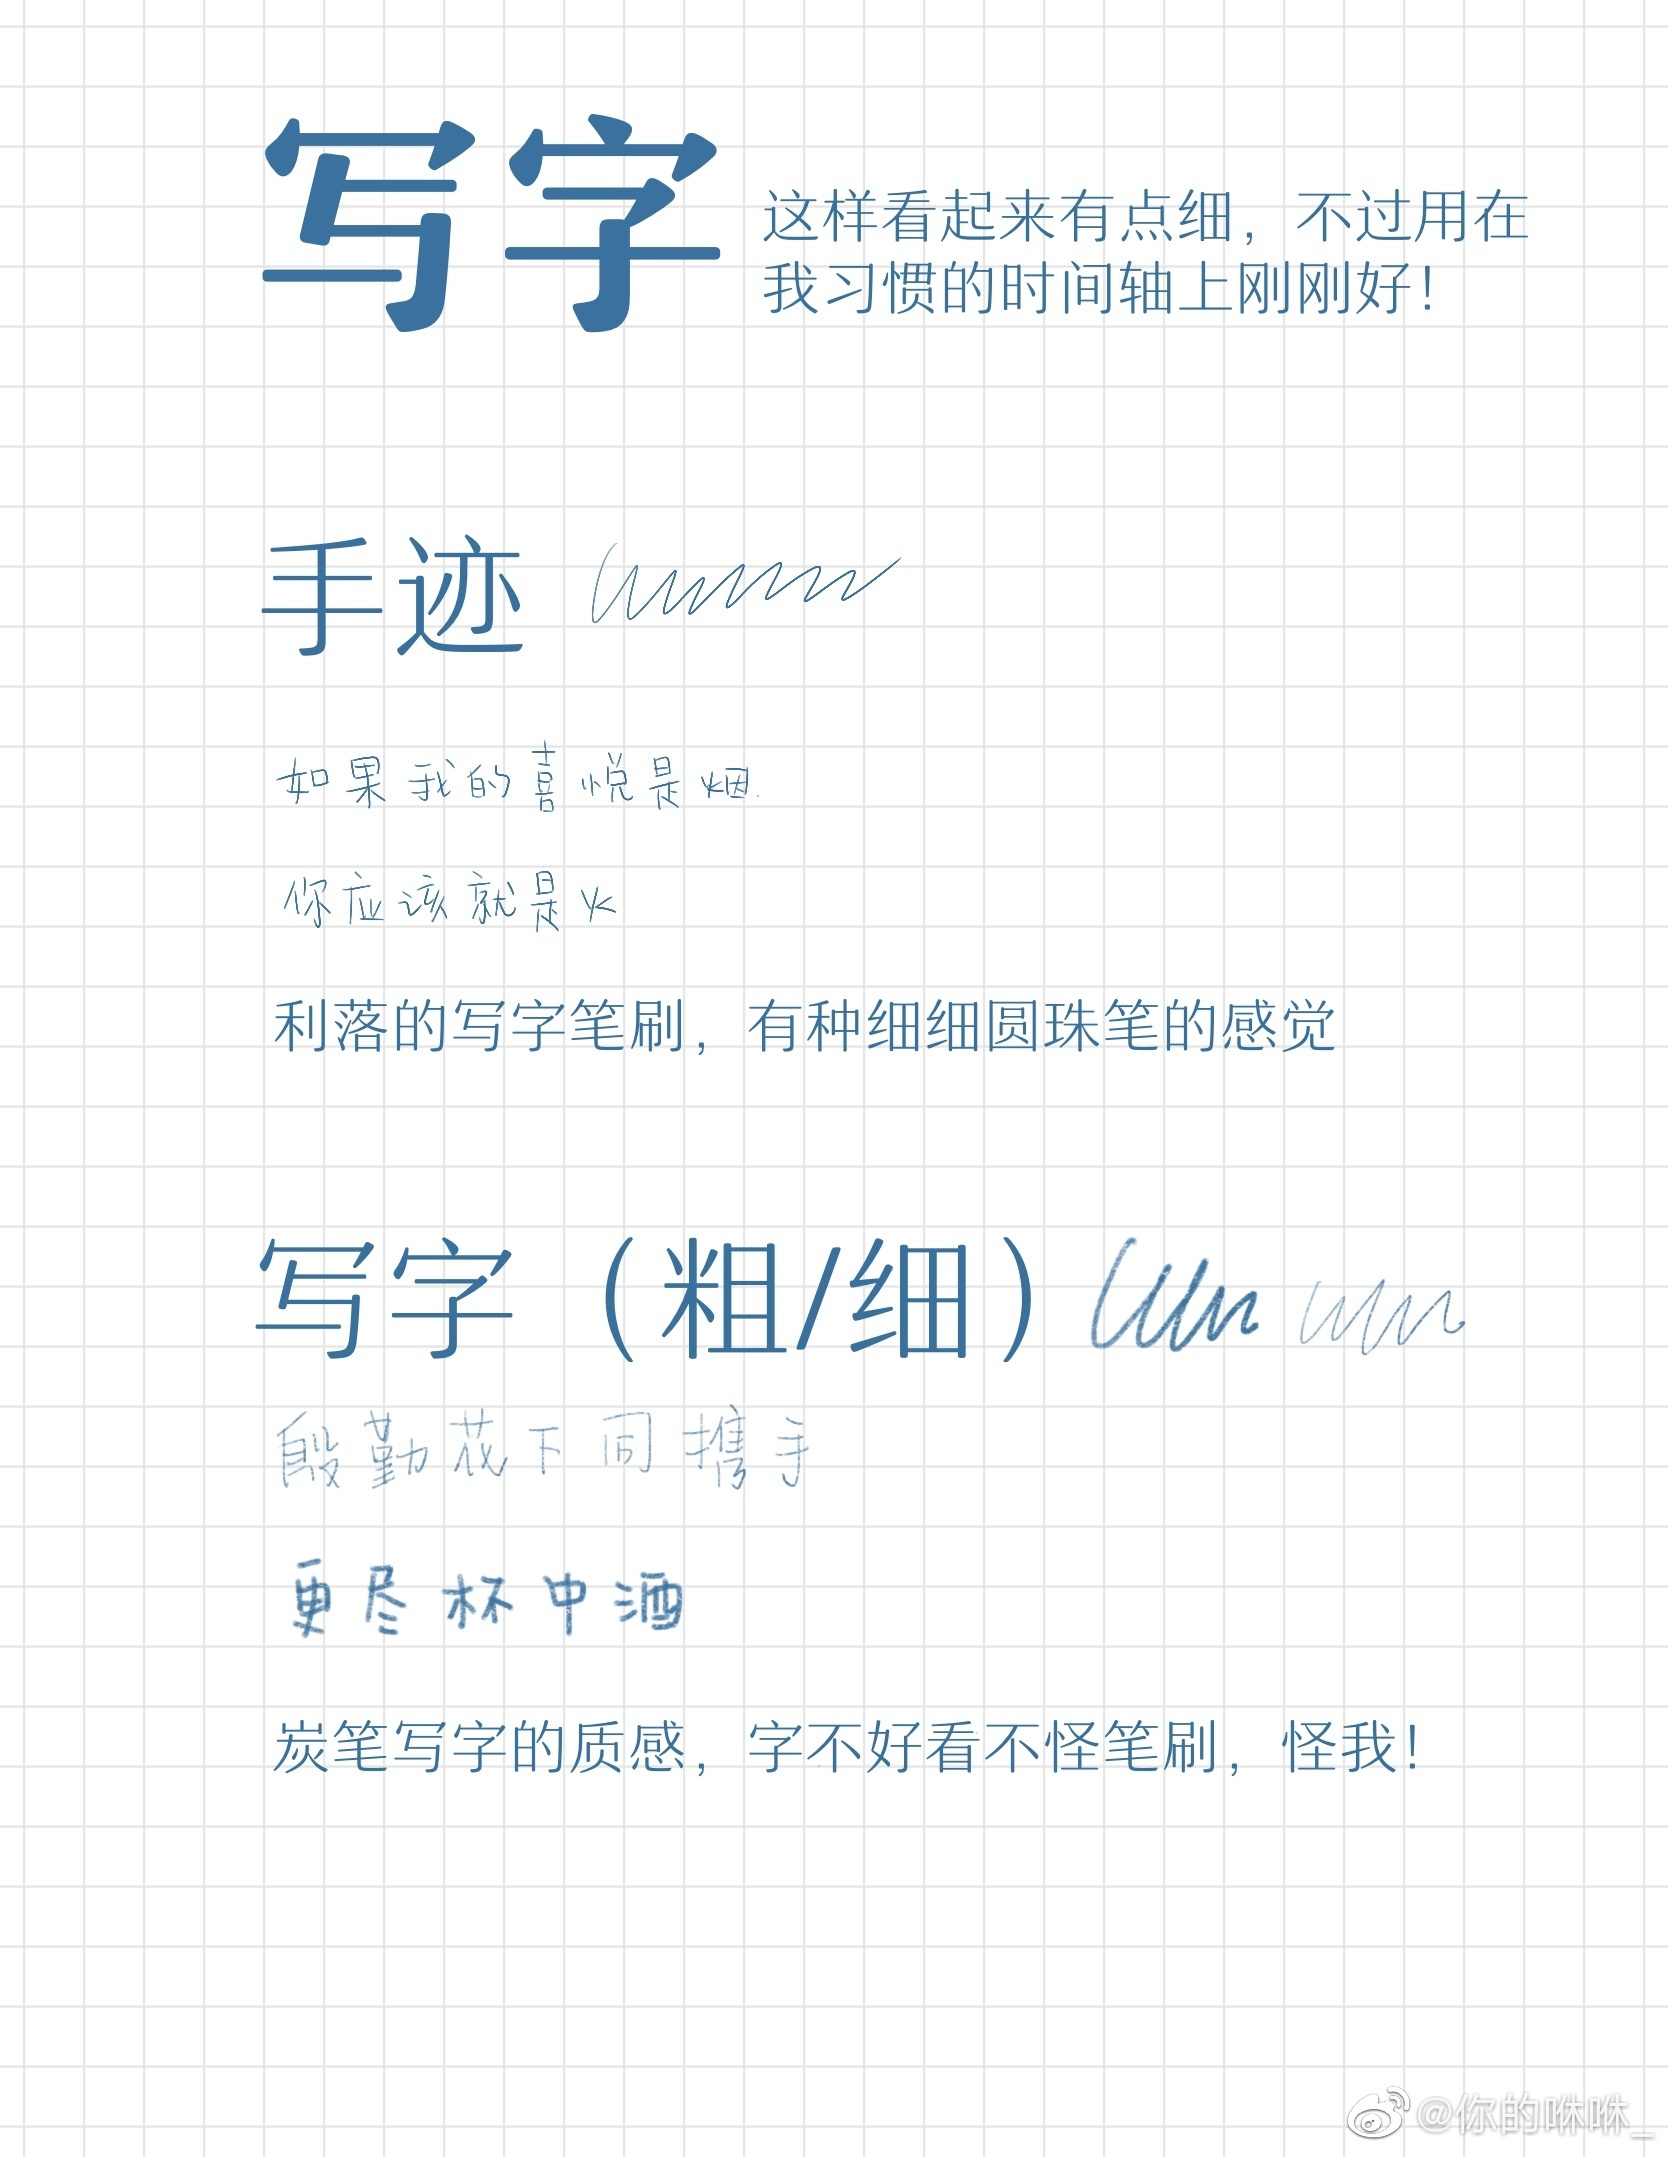 写字
这样看起来有点细，不过用在
我习惯的时间轴上刚刚好！
手迹
如果我的喜悦是烟.
你应该就是火
利落的写字笔刷，有种细细圆珠笔的感觉
写字（粗/细）
殷勤花下同携手
更尽杯中酒
炭笔写字的质感，字不好看不怪笔刷，怪我！
@你的咻咻_